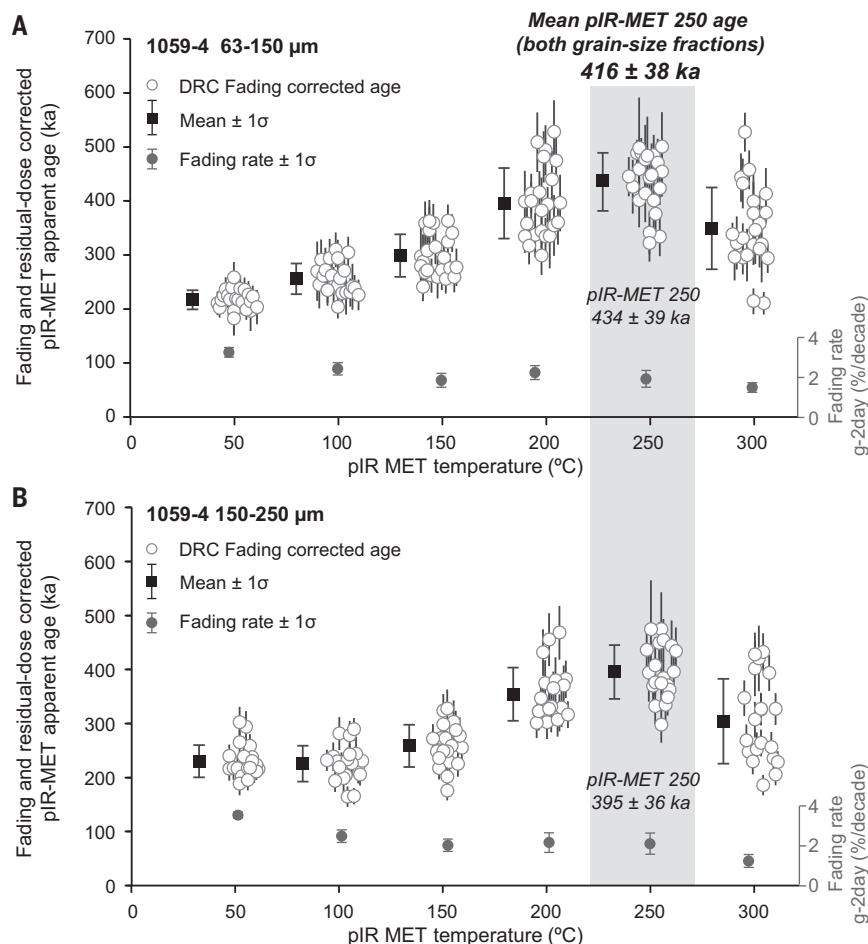 A
Mean pIR-MET 250 age
(both grain-size fractions)
416 ± 38 ka
1059-4 63-150 µm
DRC Fading corrected age
Mean ± 1σ
Fading rate ± 1σ
Fading and residual-dose corrected
pIR-MET apparent age (ka)
700
600
500
400
300
200
100
0
pIR-MET 250
434 ± 39 ka
4
2
0
Fading rate
g-2day (%/decade)
0
50
100
150
200
250
300
pIR MET temperature (ºC)
B
1059-4 150-250 µm
DRC Fading corrected age
Mean ± 1σ
Fading rate ± 1σ
Fading and residual-dose corrected
pIR-MET apparent age (ka)
700
600
500
400
300
200
100
0
pIR-MET 250
395 ± 36 ka
4
2
0
Fading rate
g-2day (%/decade)
0
50
100
150
200
250
300
pIR MET temperature (ºC)